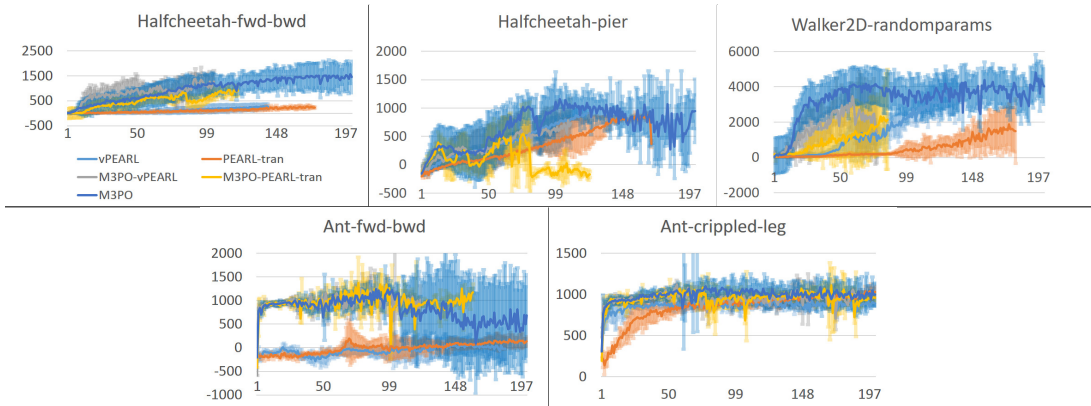 Halfcheetah-fwd-bwd
2500
1500
500
-500
1 50 99 148 197
vPEARL PEARL-tran
M3PO-vPEARL M3PO-PEARL-tran
M3PO
Halfcheetah-pier
2000
1500
1000
500
0
-500
1 50 99 148 197
Walker2D-randomparams
6000
4000
2000
0
-2000
1 50 99 148 197
Ant-fwd-bwd
2000
1500
1000
500
0
-500
-1000
1 50 99 148 197
Ant-crippled-leg
1500
1000
500
0
1 50 99 148 197